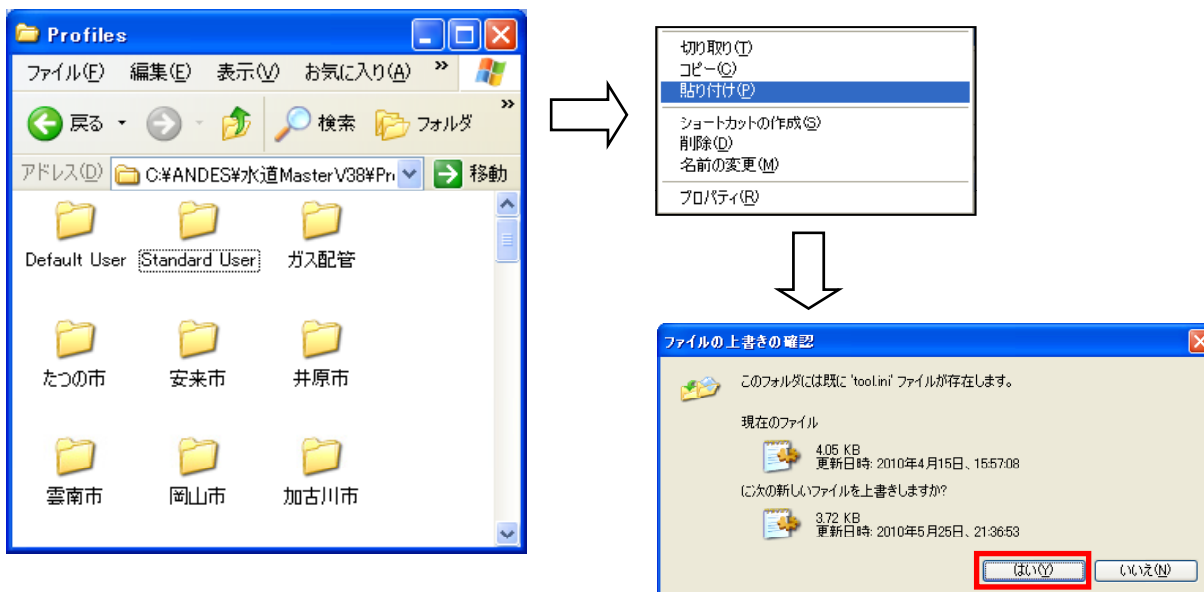 Profiles
ファイル(F) 編集(E) 表示(V) お気に入り(A) »
戻る 検索 フォルダ »
アドレス(D) C:¥ANDES¥水道MasterV38¥Pr 移動
Default User Standard User ガス配管
たつの市 安来市 井原市
雲南市 岡山市 加古川市
切り取り(T)
コピー(C)
貼り付け(P)
ショートカットの作成(S)
削除(D)
名前の変更(M)
プロパティ(R)
ファイルの上書きの確認
このフォルダには既に 'tool.ini' ファイルが存在します。
現在のファイル
4.05 KB
更新日時: 2010年4月15日、15:57:08
に次の新しいファイルを上書きしますか?
3.72 KB
更新日時: 2010年5月25日、21:36:53
はい(Y) いいえ(N)